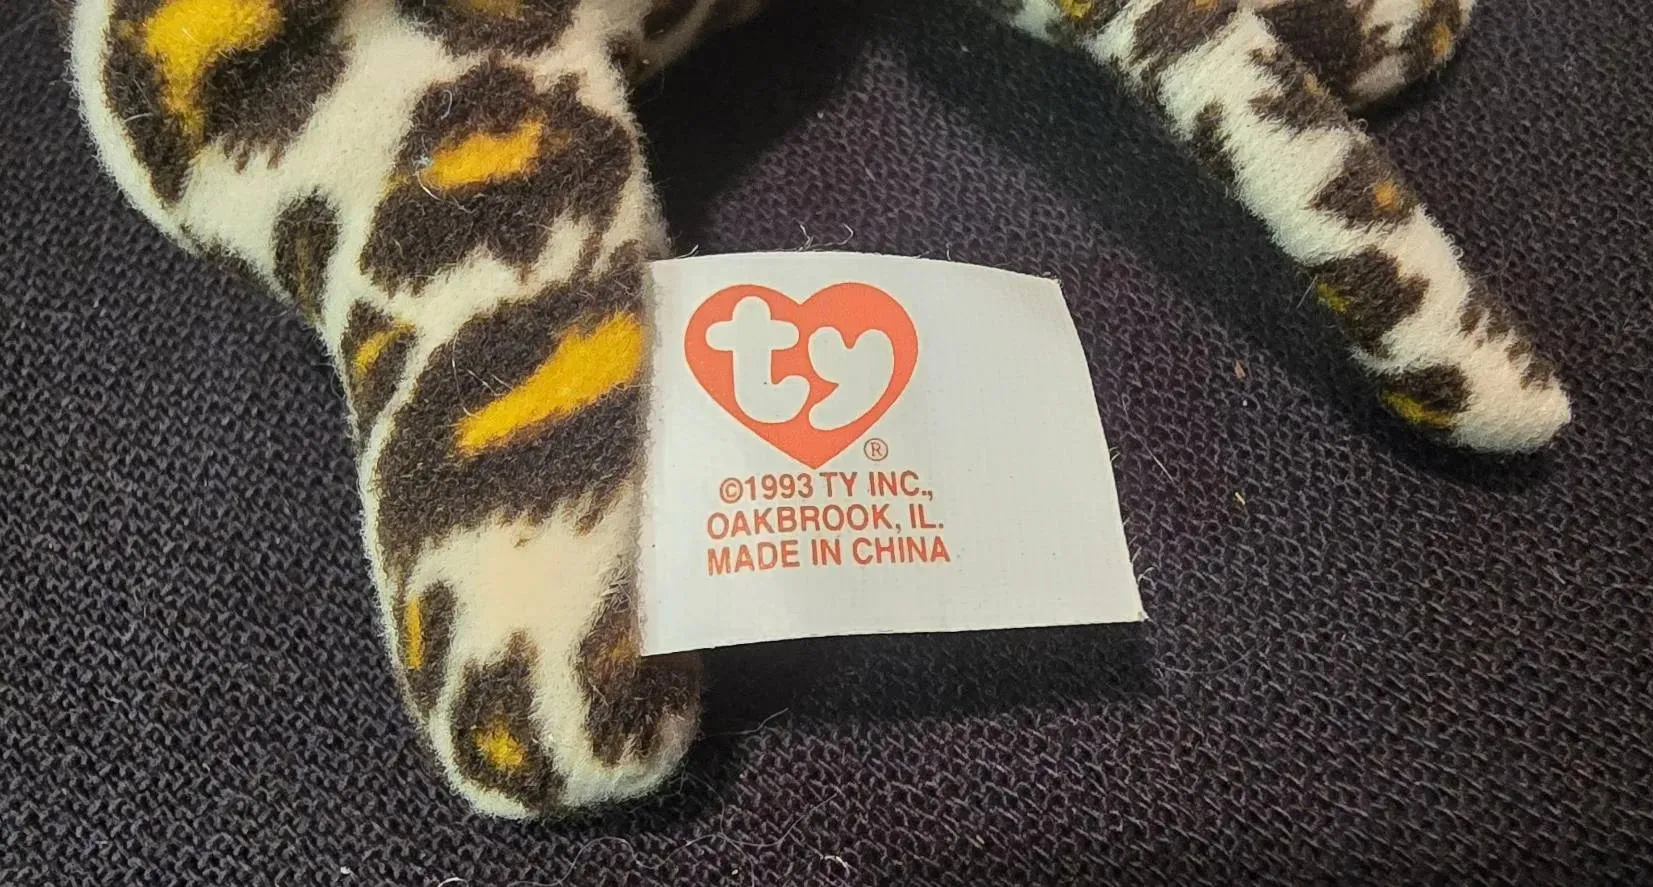 ty
®
©1993 TY INC.,
OAKBROOK, IL.
MADE IN CHINA